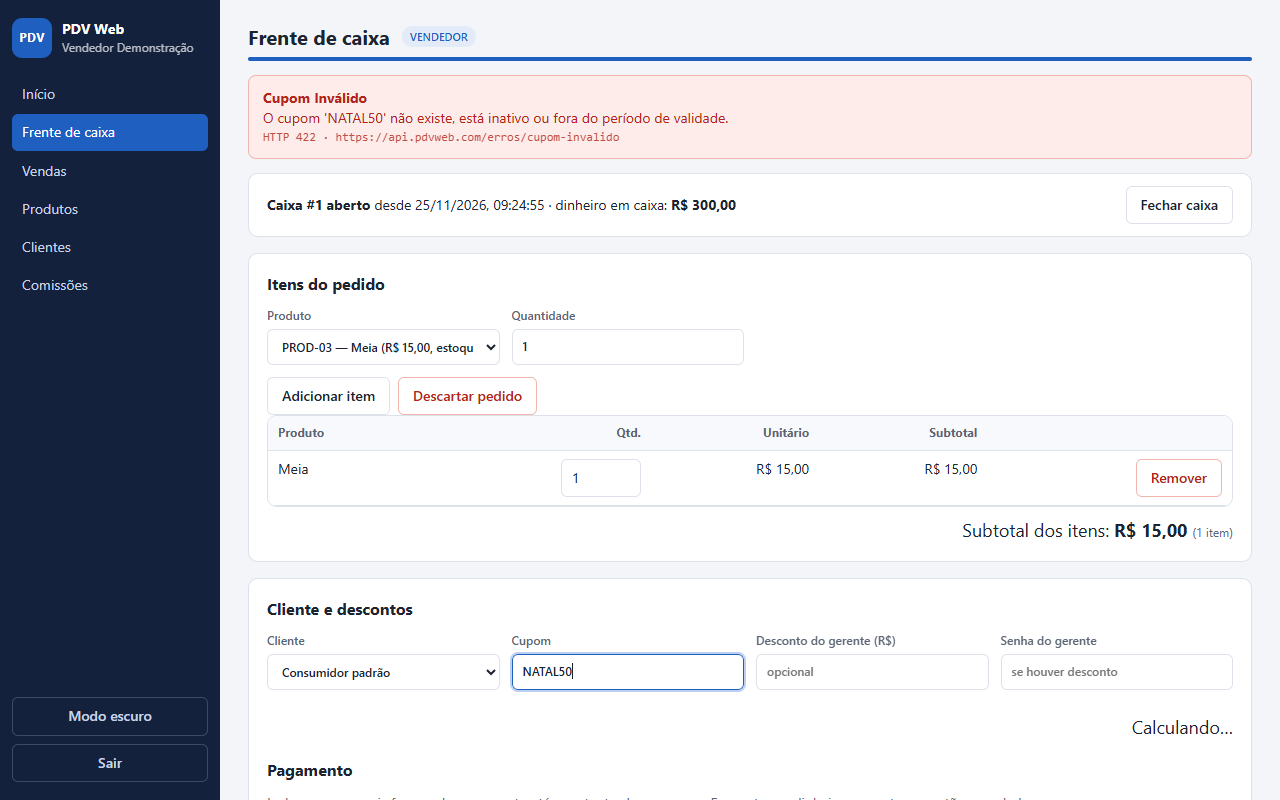 PDV
PDV Web
Vendedor Demonstração
Início
Frente de caixa
Vendas
Produtos
Clientes
Comissões
Modo escuro
Sair
Frente de caixa VENDEDOR
Cupom Inválido
O cupom 'NATAL50' não existe, está inativo ou fora do período de validade.
HTTP 422 · https://api.pdvweb.com/erros/cupom-invalido
Caixa #1 aberto desde 25/11/2026, 09:24:55 · dinheiro em caixa: R$ 300,00
Fechar caixa
Itens do pedido
Produto Quantidade
PROD-03 — Meia (R$ 15,00, estoqu 1
Adicionar item Descartar pedido
Produto Qtd. Unitário Subtotal
Meia 1 R$ 15,00 R$ 15,00 Remover
Subtotal dos itens: R$ 15,00 (1 item)
Cliente e descontos
Cliente Cupom Desconto do gerente (R$) Senha do gerente
Consumidor padrão NATAL50 opcional se houver desconto
Calculando...
Pagamento